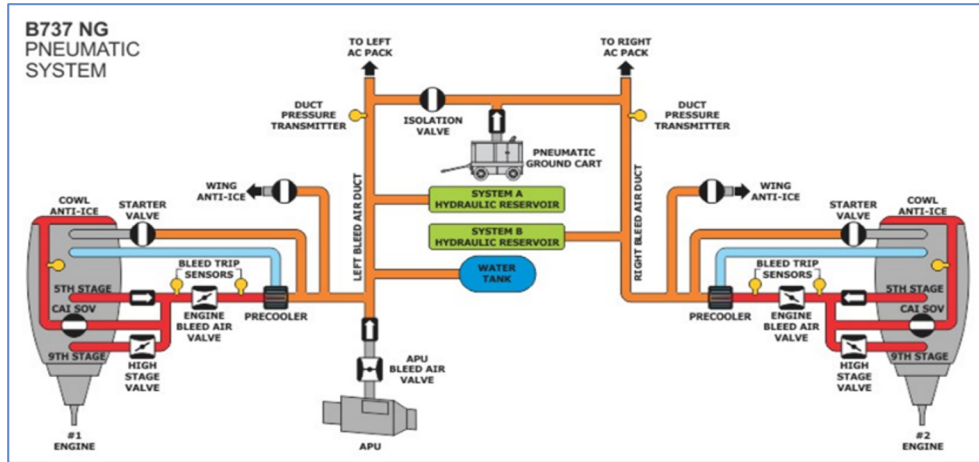 B737 NG
PNEUMATIC
SYSTEM
TO LEFT
AC PACK
TO RIGHT
AC PACK
DUCT
PRESSURE
TRANSMITTER
ISOLATION
VALVE
DUCT
PRESSURE
TRANSMITTER
PNEUMATIC
GROUND CART
WING
ANTI-ICE
LEFT BLEED AIR DUCT
SYSTEM A
HYDRAULIC RESERVOIR
SYSTEM B
HYDRAULIC RESERVOIR
RIGHT BLEED AIR DUCT
WING
ANTI-ICE
COWL
ANTI-ICE
STARTER
VALVE
BLEED TRIP
SENSORS
WATER
TANK
BLEED TRIP
SENSORS
STARTER
VALVE
COWL
ANTI-ICE
5TH STAGE
CAI SOV
9TH STAGE
ENGINE
BLEED AIR
VALVE
PRECOOLER
HIGH
STAGE
VALVE
APU
BLEED AIR
VALVE
PRECOOLER
ENGINE
BLEED AIR
VALVE
HIGH
STAGE
VALVE
5TH STAGE
CAI SOV
9TH STAGE
#1
ENGINE
APU
#2
ENGINE